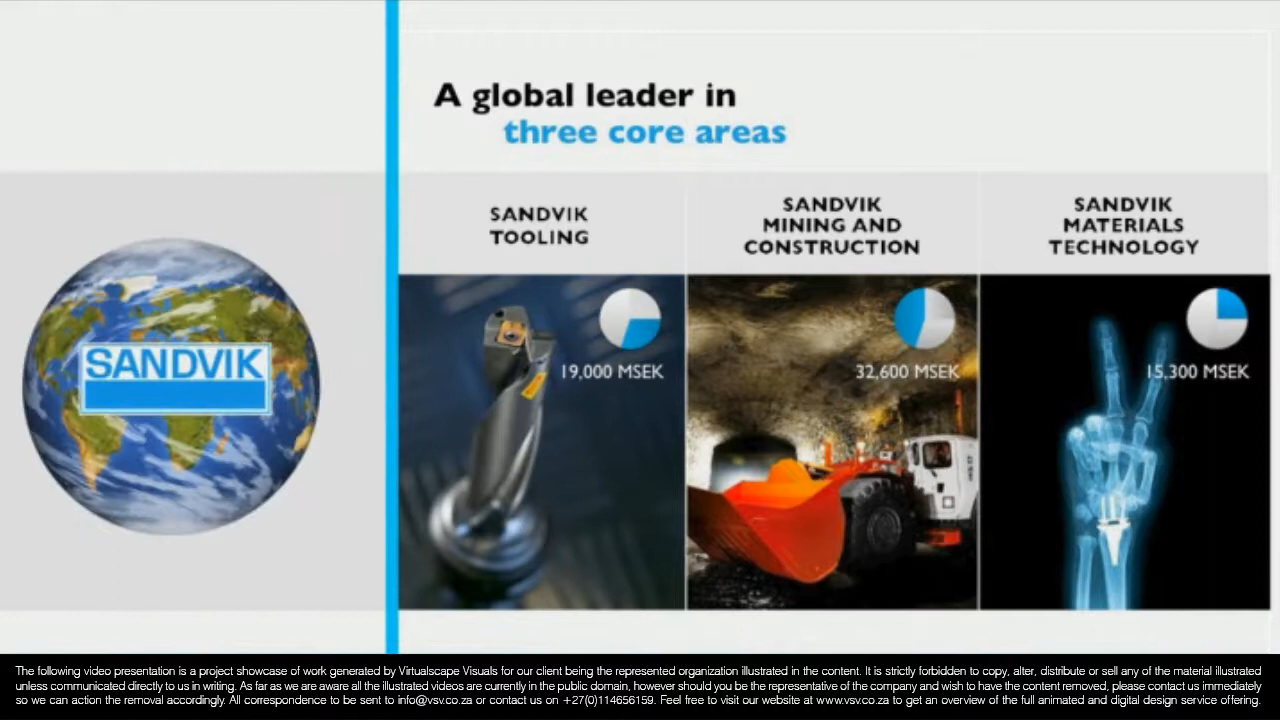 A global leader in
three core areas
SANDVIK
TOOLING
SANDVIK
MINING AND
CONSTRUCTION
SANDVIK
MATERIALS
TECHNOLOGY
SANDVIK
19,000 MSEK
32,600 MSEK
15,300 MSEK
The following video presentation is a project showcase of work generated by Virtualscape Visuals for our client being the represented organization illustrated in the content. It is strictly forbidden to copy, alter, distribute or sell any of the material illustrated
unless communicated directly to us in writing. As far as we are aware all the illustrated videos are currently in the public domain, however should you be the representative of the company and wish to have the content removed, please contact us immediately
so we can action the removal accordingly. All correspondence to be sent to info@vsv.co.za or contact us on +27(0)114656159. Feel free to visit our website at www.vsv.co.za to get an overview of the full animated and digital design service offering.